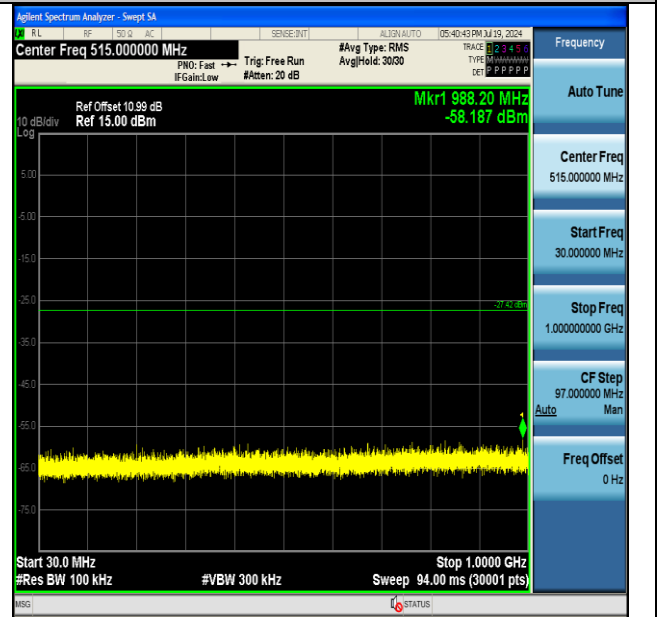 Agilent Spectrum Analyzer - Swept SA
RL RF 50 Ω AC SENSE:INT ALIGN AUTO 05:40:43 PM Jul 19, 2024
Center Freq 515.000000 MHz
PNO: Fast
IFGain:Low
Trig: Free Run
#Atten: 20 dB
#Avg Type: RMS
Avg|Hold: 30/30
TRACE 1 2 3 4 5 6
TYPE M WWWWW
DET P P P P P P
Ref Offset 10.99 dB
10 dB/div Ref 15.00 dBm
Log
Mkr1 988.20 MHz
-58.187 dBm
5.00
-5.00
-15.0
-25.0
-27.42 dBm
-35.0
-45.0
-55.0
1
-65.0
-75.0
Start 30.0 MHz Stop 1.0000 GHz
#Res BW 100 kHz #VBW 300 kHz Sweep 94.00 ms (30001 pts)
MSG STATUS
Frequency
Auto Tune
Center Freq
515.000000 MHz
Start Freq
30.000000 MHz
Stop Freq
1.000000000 GHz
CF Step
97.000000 MHz
Auto Man
Freq Offset
0 Hz